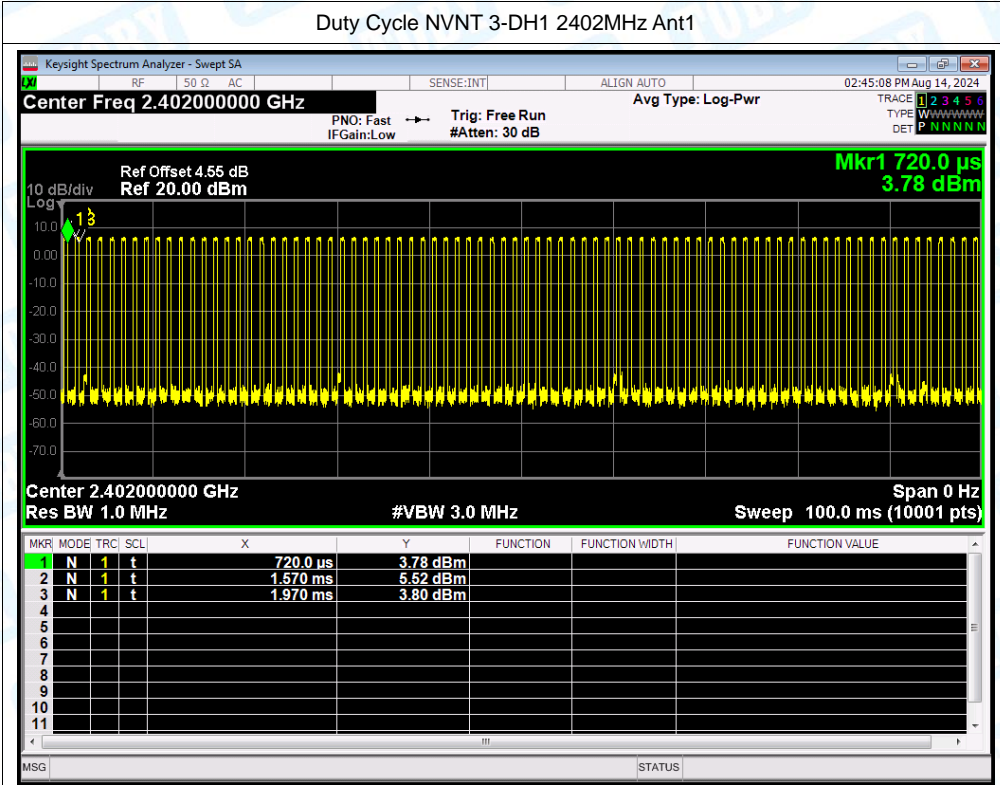 Duty Cycle NVNT 3-DH1 2402MHz Ant1
Keysight Spectrum Analyzer - Swept SA
LXI RF 50 Ω AC SENSE:INT ALIGN AUTO 02:45:08 PM Aug 14, 2024
Center Freq 2.402000000 GHz Avg Type: Log-Pwr TRACE 1 2 3 4 5 6
PNO: Fast Trig: Free Run TYPE WWWWWW
IFGain:Low #Atten: 30 dB DET P N N N N N
Mkr1 720.0 µs
Ref Offset 4.55 dB
3.78 dBm
10 dB/div Ref 20.00 dBm
Log
1 3
10.0
0.00
-10.0
-20.0
-30.0
-40.0
-50.0
-60.0
-70.0
Center 2.402000000 GHz Span 0 Hz
Res BW 1.0 MHz #VBW 3.0 MHz Sweep 100.0 ms (10001 pts)
MKR MODE TRC SCL X Y FUNCTION FUNCTION WIDTH FUNCTION VALUE
1 N 1 t 720.0 µs 3.78 dBm
2 N 1 t 1.570 ms 5.52 dBm
3 N 1 t 1.970 ms 3.80 dBm
4
5
6
7
8
9
10
11
MSG STATUS